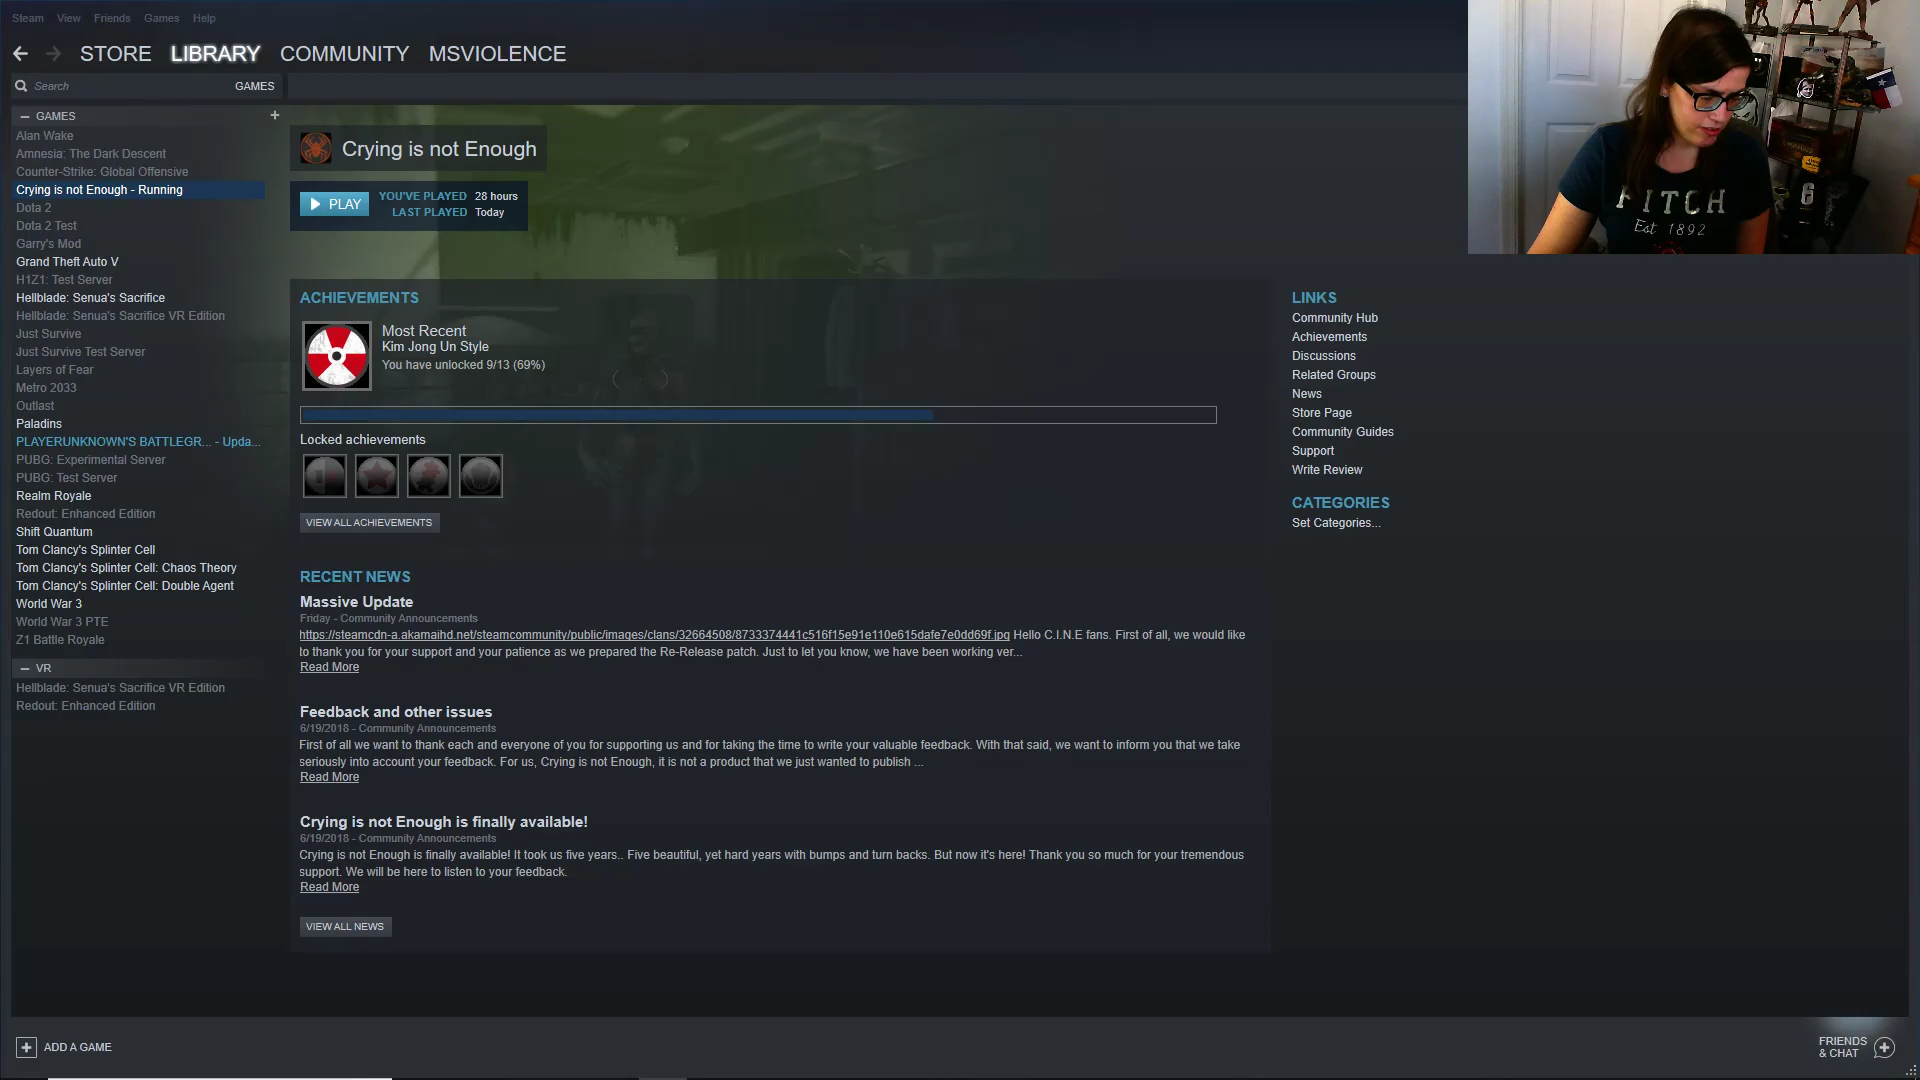 Steam View Friends Games Help
STORE LIBRARY COMMUNITY MSVIOLENCE
Search GAMES
GAMES
Alan Wake
Amnesia: The Dark Descent
Counter-Strike: Global Offensive
Crying is not Enough - Running
Dota 2
Dota 2 Test
Garry's Mod
Grand Theft Auto V
H1Z1: Test Server
Hellblade: Senua's Sacrifice
Hellblade: Senua's Sacrifice VR Edition
Just Survive
Just Survive Test Server
Layers of Fear
Metro 2033
Outlast
Paladins
PLAYERUNKNOWN'S BATTLEGR... - Upda...
PUBG: Experimental Server
PUBG: Test Server
Realm Royale
Redout: Enhanced Edition
Shift Quantum
Tom Clancy's Splinter Cell
Tom Clancy's Splinter Cell: Chaos Theory
Tom Clancy's Splinter Cell: Double Agent
World War 3
World War 3 PTE
Z1 Battle Royale
VR
Hellblade: Senua's Sacrifice VR Edition
Redout: Enhanced Edition
Crying is not Enough
PLAY
YOU'VE PLAYED 28 hours
LAST PLAYED Today
ACHIEVEMENTS
Most Recent
Kim Jong Un Style
You have unlocked 9/13 (69%)
Locked achievements
VIEW ALL ACHIEVEMENTS
RECENT NEWS
Massive Update
Friday - Community Announcements
https://steamcdn-a.akamaihd.net/steamcommunity/public/images/clans/32664508/8733374441c516f15e91e110e615dafe7e0dd69f.jpg Hello C.I.N.E fans. First of all, we would like
to thank you for your support and your patience as we prepared the Re-Release patch. Just to let you know, we have been working ver...
Read More
Feedback and other issues
6/19/2018 - Community Announcements
First of all we want to thank each and everyone of you for supporting us and for taking the time to write your valuable feedback. With that said, we want to inform you that we take
seriously into account your feedback. For us, Crying is not Enough, it is not a product that we just wanted to publish ...
Read More
Crying is not Enough is finally available!
6/19/2018 - Community Announcements
Crying is not Enough is finally available! It took us five years.. Five beautiful, yet hard years with bumps and turn backs. But now it's here! Thank you so much for your tremendous
support. We will be here to listen to your feedback.
Read More
VIEW ALL NEWS
LINKS
Community Hub
Achievements
Discussions
Related Groups
News
Store Page
Community Guides
Support
Write Review
CATEGORIES
Set Categories...
Est 1892
6
ADD A GAME
FRIENDS
& CHAT